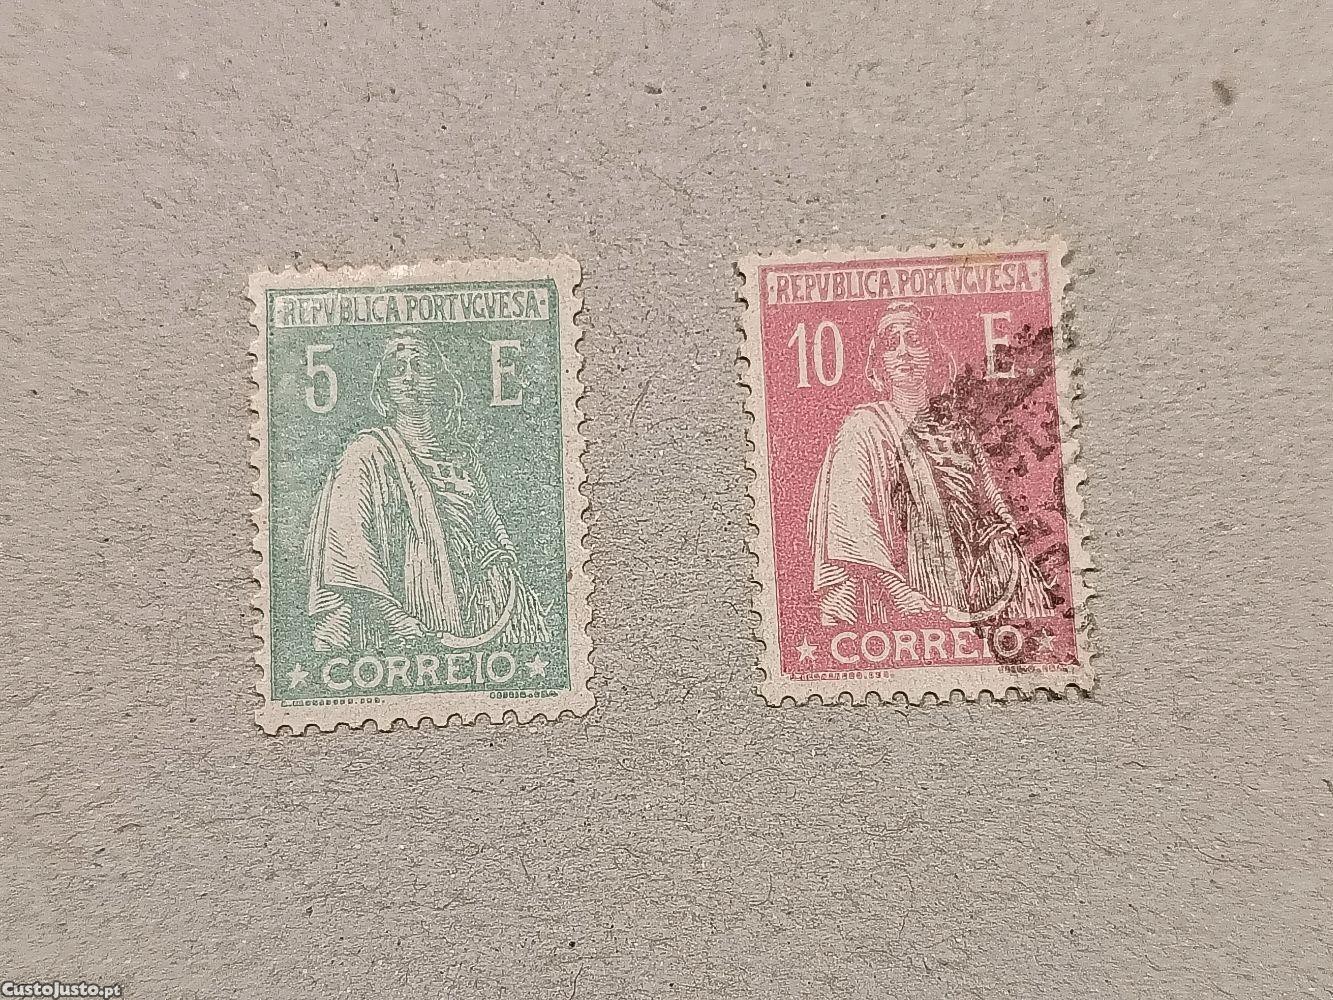 ·REPVBLICA PORTVGVESA·
5 E.
★ CORREIO ★
·REPVBLICA PORTVGVESA·
10 E.
★ CORREIO ★
CustoJusto.pt